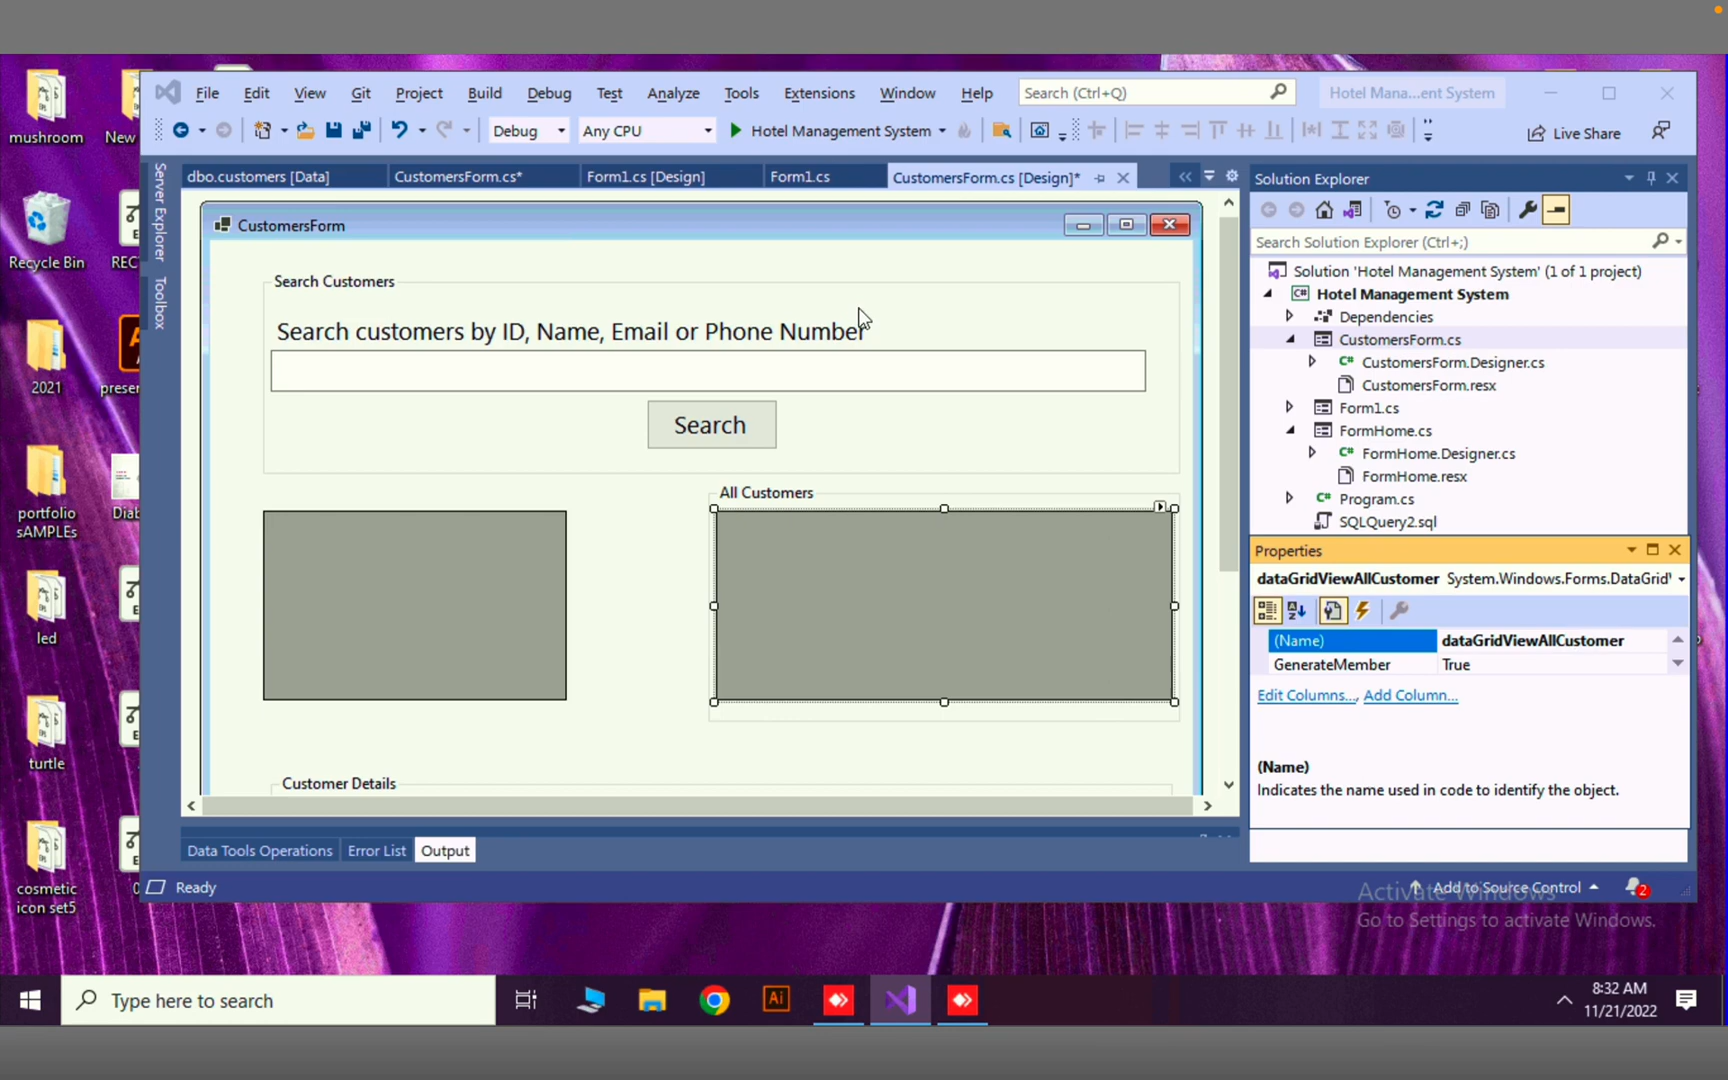 File Edit View Git Project Build Debug Test Analyze Tools Extensions Window Help Search (Ctrl+Q) Hotel Mana...ent System
Debug Any CPU Hotel Management System Live Share
dbo.customers [Data] CustomersForm.cs* Form1.cs [Design] Form1.cs CustomersForm.cs [Design]*
Server Explorer
Toolbox
CustomersForm
Search Customers
Search customers by ID, Name, Email or Phone Number
Search
All Customers
Customer Details
Data Tools Operations Error List Output
Ready
Add to Source Control
2
Solution Explorer
Search Solution Explorer (Ctrl+;)
Solution 'Hotel Management System' (1 of 1 project)
C# Hotel Management System
Dependencies
CustomersForm.cs
C# CustomersForm.Designer.cs
CustomersForm.resx
Form1.cs
FormHome.cs
C# FormHome.Designer.cs
FormHome.resx
C# Program.cs
SQLQuery2.sql
Properties
dataGridViewAllCustomer System.Windows.Forms.DataGrid
(Name) dataGridViewAllCustomer
GenerateMember True
Edit Columns..., Add Column...
(Name)
Indicates the name used in code to identify the object.
Activate Windows
Go to Settings to activate Windows.
mushroom
New
Recycle Bin
REC
2021
preser
portfolio
sAMPLEs
Diab
led
turtle
cosmetic
icon set5
Ai
Type here to search
8:32 AM
11/21/2022